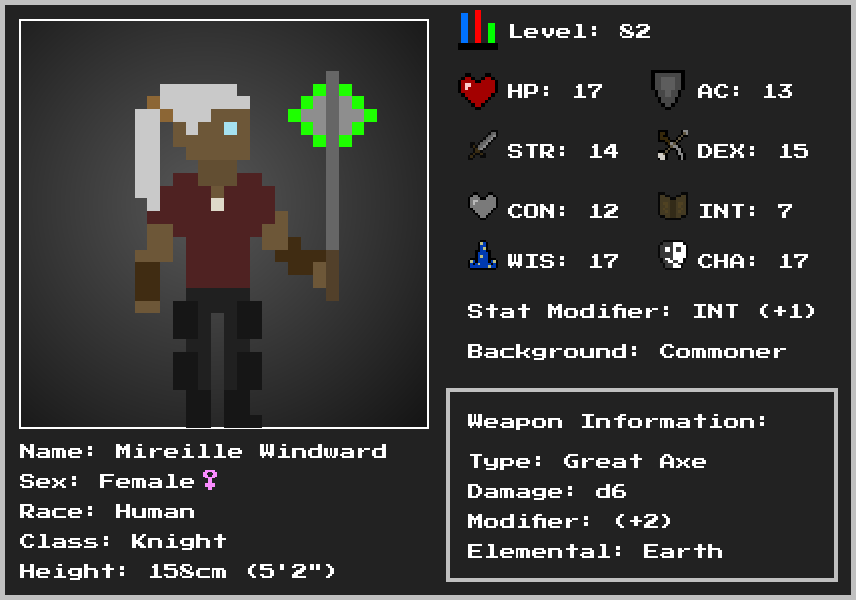 Level: 82
HP: 17 AC: 13
STR: 14 DEX: 15
CON: 12 INT: 7
WIS: 17 CHA: 17
Stat Modifier: INT (+1)
Background: Commoner
Weapon Information:
Type: Great Axe
Damage: d6
Modifier: (+2)
Elemental: Earth
Name: Mireille Windward
Sex: Female♀
Race: Human
Class: Knight
Height: 158cm (5'2")